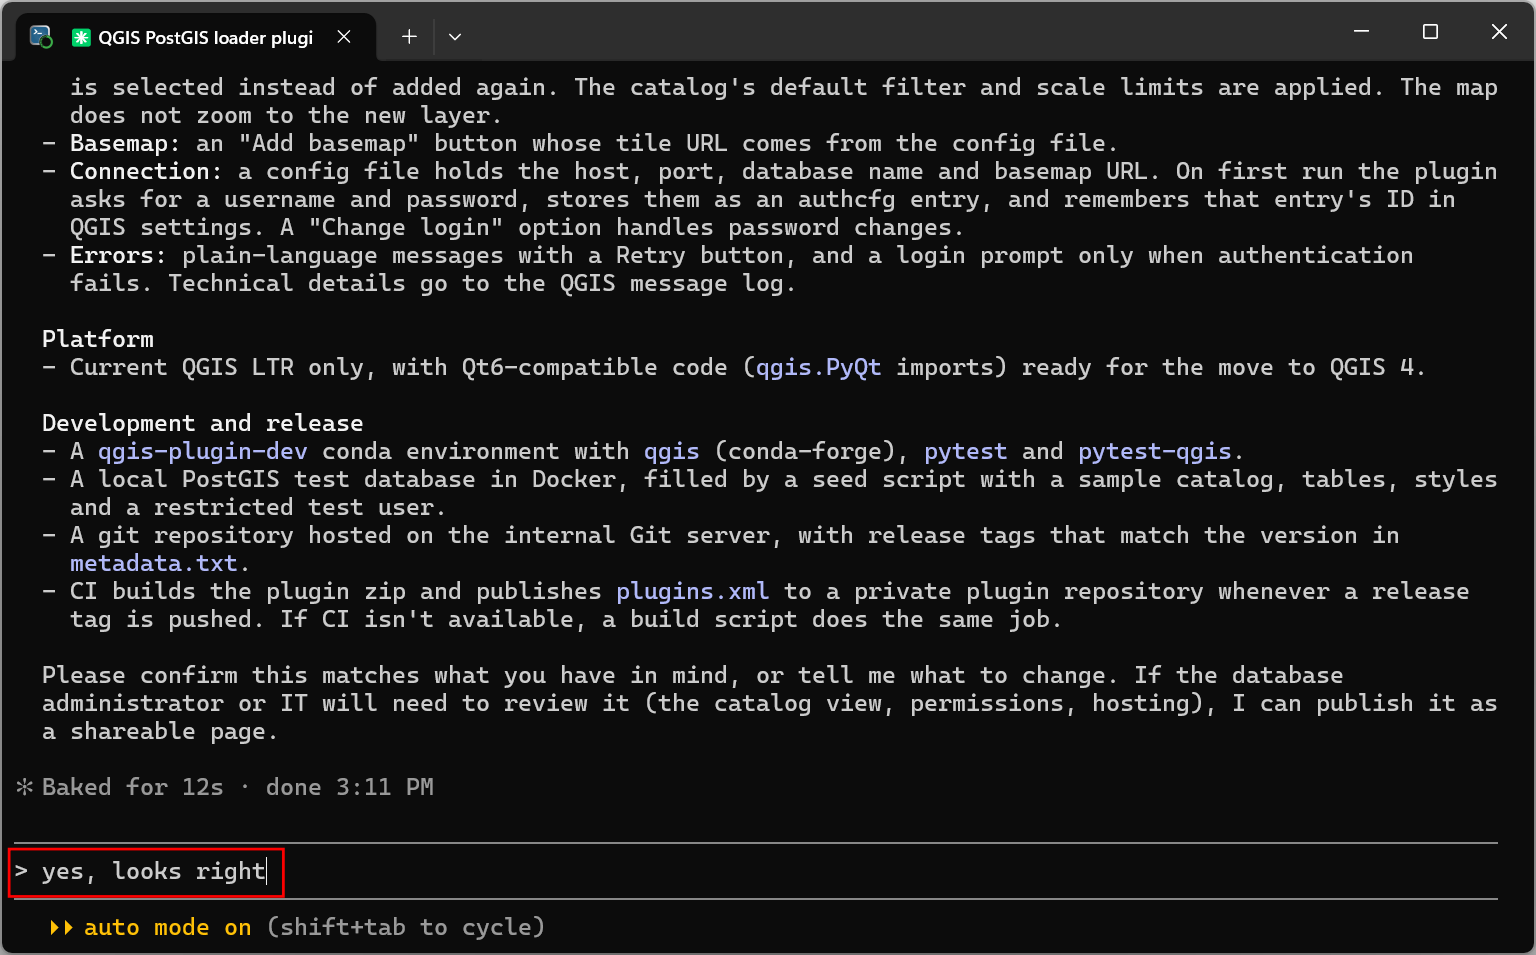 QGIS PostGIS loader plugi
is selected instead of added again. The catalog's default filter and scale limits are applied. The map
does not zoom to the new layer.
- Basemap: an "Add basemap" button whose tile URL comes from the config file.
- Connection: a config file holds the host, port, database name and basemap URL. On first run the plugin
asks for a username and password, stores them as an authcfg entry, and remembers that entry's ID in
QGIS settings. A "Change login" option handles password changes.
- Errors: plain-language messages with a Retry button, and a login prompt only when authentication
fails. Technical details go to the QGIS message log.
Platform
- Current QGIS LTR only, with Qt6-compatible code (qgis.PyQt imports) ready for the move to QGIS 4.
Development and release
- A qgis-plugin-dev conda environment with qgis (conda-forge), pytest and pytest-qgis.
- A local PostGIS test database in Docker, filled by a seed script with a sample catalog, tables, styles
and a restricted test user.
- A git repository hosted on the internal Git server, with release tags that match the version in
metadata.txt.
- CI builds the plugin zip and publishes plugins.xml to a private plugin repository whenever a release
tag is pushed. If CI isn't available, a build script does the same job.
Please confirm this matches what you have in mind, or tell me what to change. If the database
administrator or IT will need to review it (the catalog view, permissions, hosting), I can publish it as
a shareable page.
✻ Baked for 12s · done 3:11 PM
> yes, looks right
⏵⏵ auto mode on (shift+tab to cycle)